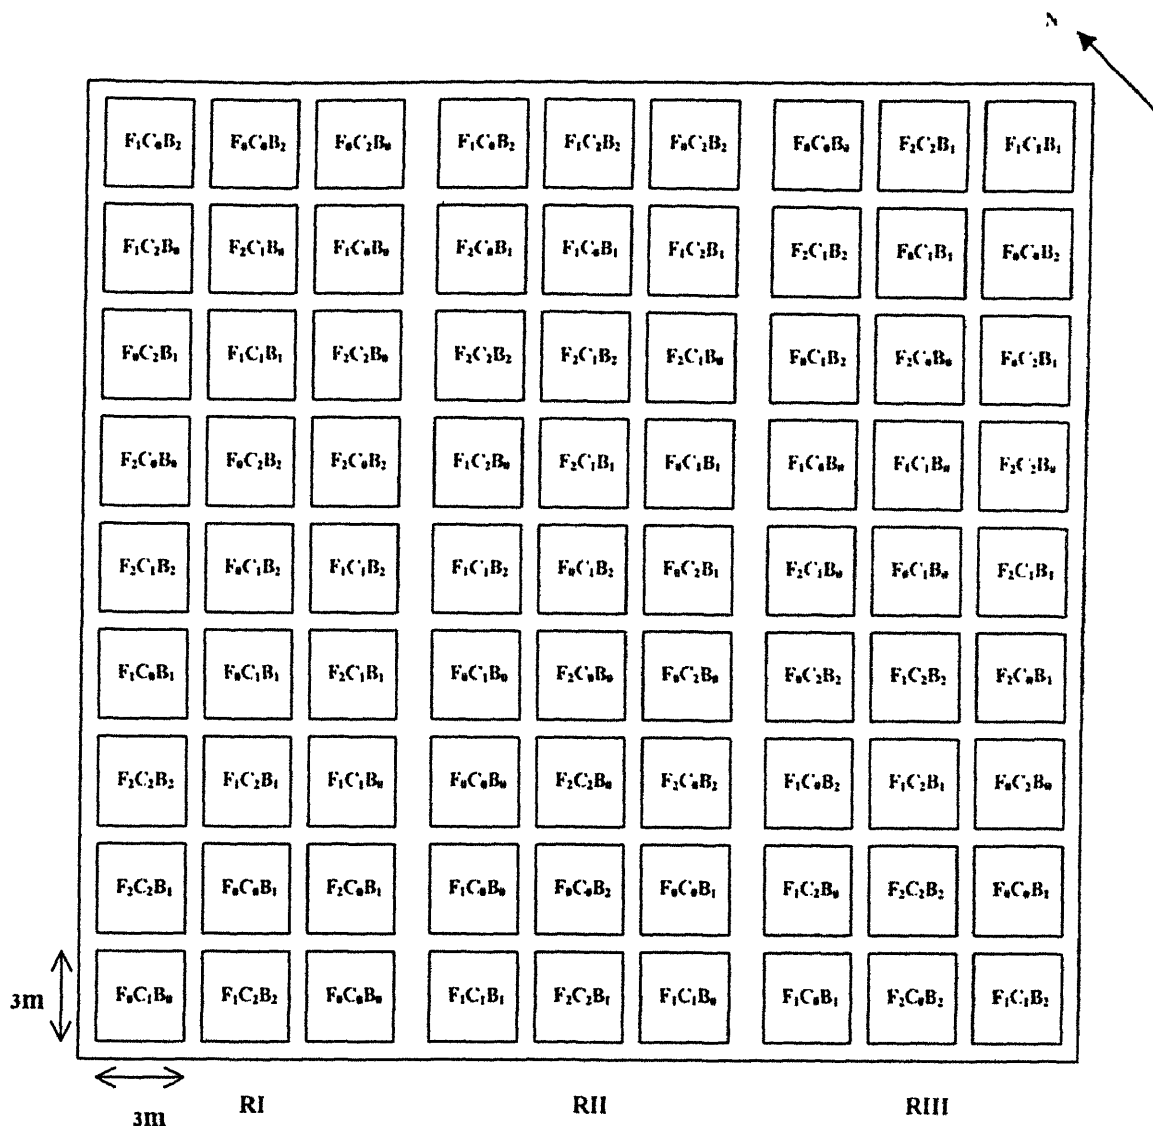 N
F₁C₀B₂ F₀C₀B₂ F₀C₂B₀ F₁C₀B₂ F₁C₂B₂ F₀C₂B₂ F₀C₀B₀ F₂C₂B₁ F₁C₁B₁
F₁C₂B₀ F₂C₁B₀ F₁C₀B₀ F₂C₀B₁ F₁C₀B₁ F₁C₂B₁ F₂C₁B₂ F₀C₁B₁ F₀C₀B₂
F₀C₂B₁ F₁C₁B₁ F₂C₂B₀ F₂C₂B₂ F₂C₁B₂ F₂C₁B₀ F₀C₁B₂ F₂C₀B₀ F₀C₂B₁
F₂C₀B₀ F₀C₂B₂ F₂C₀B₂ F₁C₂B₀ F₂C₁B₁ F₀C₁B₁ F₁C₀B₀ F₁C₁B₀ F₂C₂B₀
F₂C₁B₂ F₀C₁B₂ F₁C₁B₂ F₁C₁B₂ F₀C₁B₂ F₀C₂B₁ F₂C₁B₀ F₀C₁B₀ F₂C₁B₁
F₁C₀B₁ F₀C₁B₁ F₂C₁B₁ F₀C₁B₀ F₂C₀B₀ F₀C₂B₀ F₀C₂B₂ F₁C₂B₂ F₂C₀B₁
F₂C₂B₂ F₁C₂B₁ F₁C₁B₀ F₀C₀B₀ F₂C₂B₀ F₂C₀B₂ F₁C₀B₂ F₁C₂B₁ F₀C₂B₀
F₂C₂B₁ F₀C₀B₁ F₂C₀B₁ F₁C₀B₀ F₀C₀B₂ F₀C₀B₁ F₁C₂B₀ F₂C₂B₂ F₀C₀B₁
3m F₀C₁B₀ F₁C₂B₂ F₀C₀B₀ F₁C₁B₁ F₂C₂B₁ F₁C₁B₀ F₁C₀B₁ F₂C₀B₂ F₁C₁B₂
3m RI RII RIII